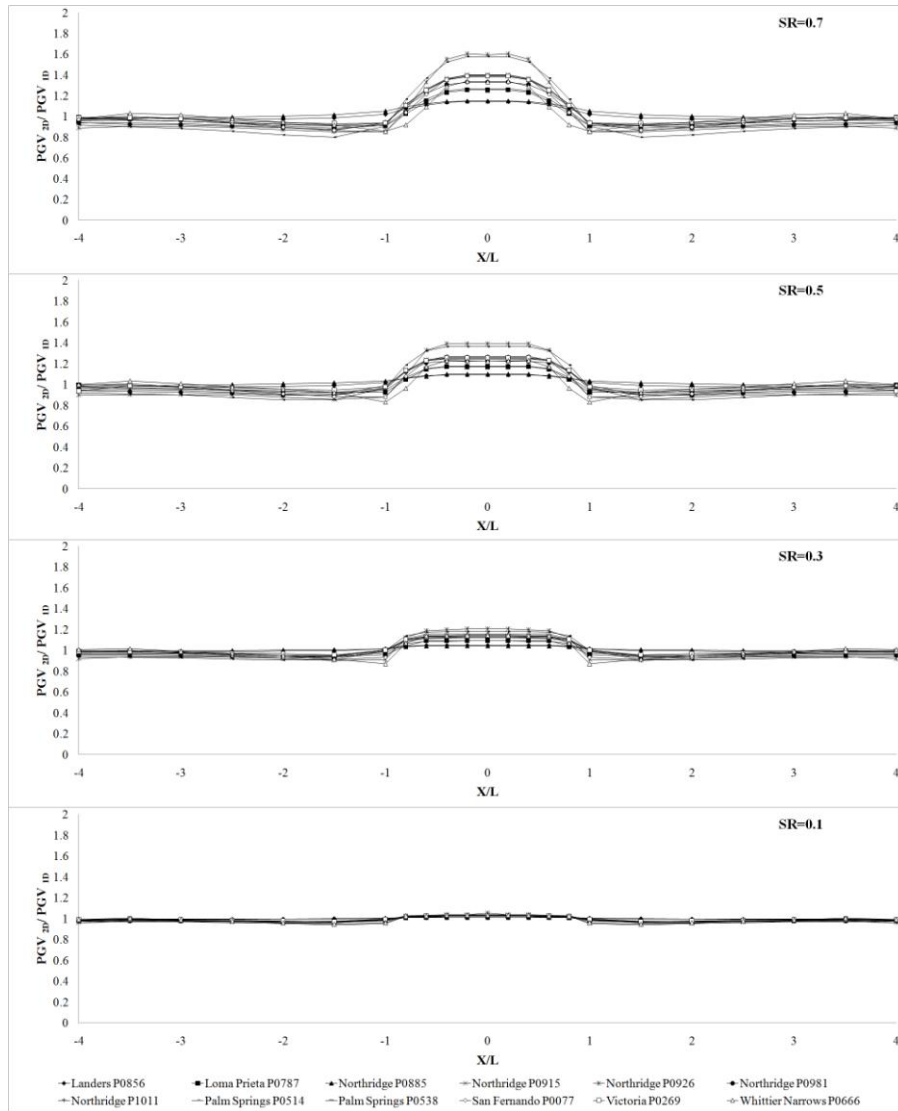 SR=0.7
PGV 2D/ PGV 1D
2
1.8
1.6
1.4
1.2
1
0.8
0.6
0.4
0.2
0
-4 -3 -2 -1 0 1 2 3 4
X/L
SR=0.5
PGV 2D/ PGV 1D
2
1.8
1.6
1.4
1.2
1
0.8
0.6
0.4
0.2
0
-4 -3 -2 -1 0 1 2 3 4
X/L
SR=0.3
PGV 2D/ PGV 1D
2
1.8
1.6
1.4
1.2
1
0.8
0.6
0.4
0.2
0
-4 -3 -2 -1 0 1 2 3 4
X/L
SR=0.1
PGV 2D/ PGV 1D
2
1.8
1.6
1.4
1.2
1
0.8
0.6
0.4
0.2
0
-4 -3 -2 -1 0 1 2 3 4
X/L
Landers P0856 Loma Prieta P0787 Northridge P0885 Northridge P0915 Northridge P0926 Northridge P0981
Northridge P1011 Palm Springs P0514 Palm Springs P0538 San Fernando P0077 Victoria P0269 Whittier Narrows P0666